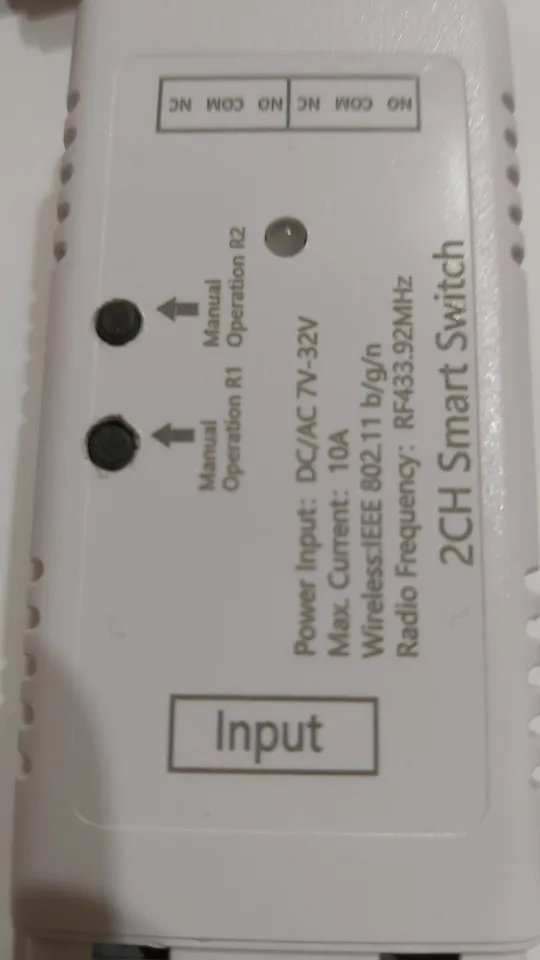 NC COM NO NC COM NO
Manual
Operation R2
Manual
Operation R1
Power Input: DC/AC 7V-32V
Max. Current: 10A
Wireless:IEEE 802.11 b/g/n
Radio Frequency: RF433.92MHz
2CH Smart Switch
Input